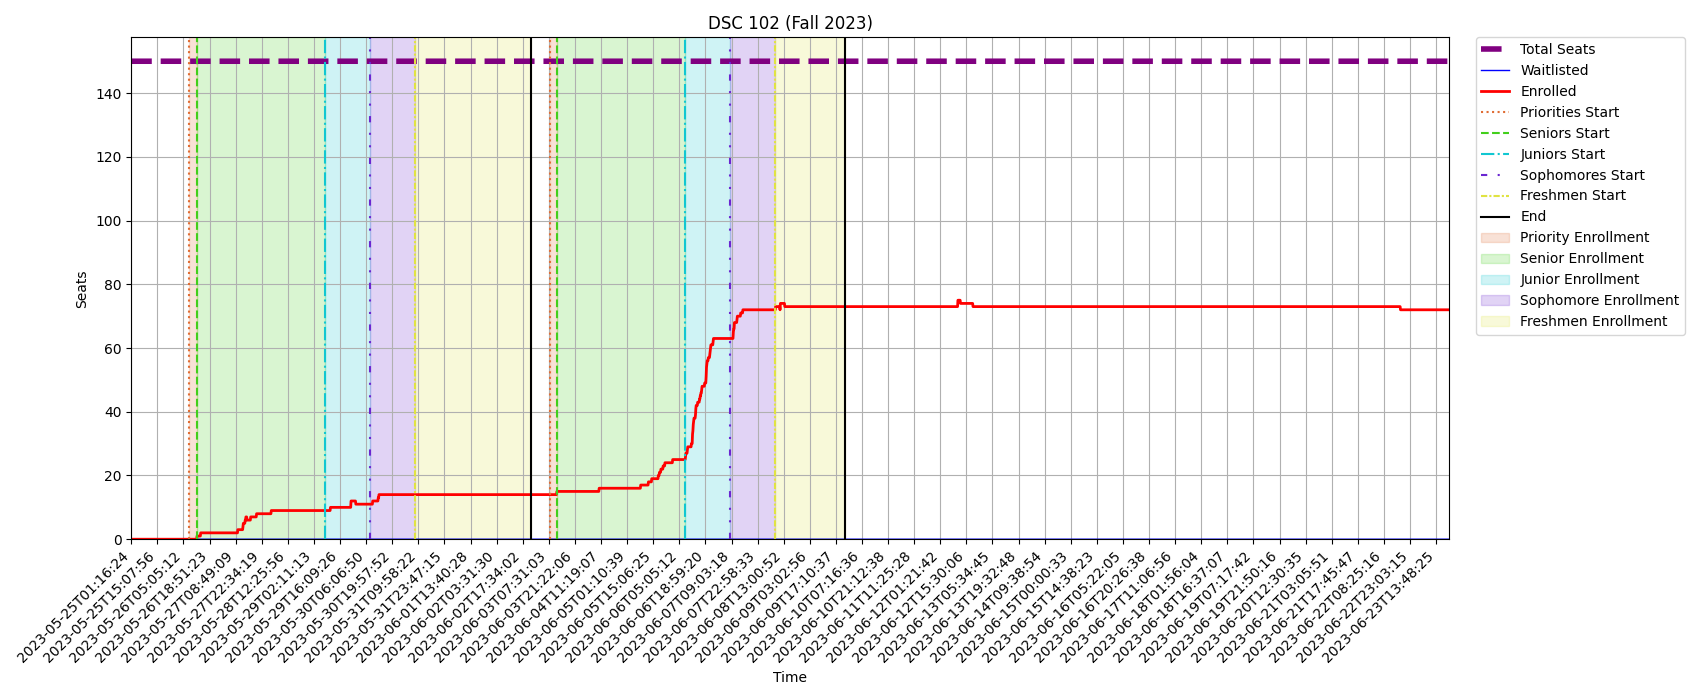 DSC 102 (Fall 2023)
Seats
140
120
100
80
60
40
20
0
2023-05-25T01:16:24
2023-05-25T15:07:56
2023-05-26T05:05:12
2023-05-26T18:51:23
2023-05-27T08:49:09
2023-05-27T22:34:19
2023-05-28T12:25:56
2023-05-29T02:11:13
2023-05-29T16:09:26
2023-05-30T06:06:50
2023-05-30T19:57:52
2023-05-31T09:58:22
2023-05-31T23:47:15
2023-06-01T13:40:28
2023-06-02T03:31:30
2023-06-02T17:34:02
2023-06-03T07:31:03
2023-06-03T21:22:06
2023-06-04T11:19:07
2023-06-05T01:10:39
2023-06-05T15:06:25
2023-06-06T05:05:12
2023-06-06T18:59:20
2023-06-07T09:03:18
2023-06-07T22:58:33
2023-06-08T13:00:52
2023-06-09T03:02:56
2023-06-09T17:10:37
2023-06-10T07:16:36
2023-06-10T21:12:38
2023-06-11T11:25:28
2023-06-12T01:21:42
2023-06-12T15:30:06
2023-06-13T05:34:45
2023-06-13T19:32:48
2023-06-14T09:38:54
2023-06-15T00:00:33
2023-06-15T14:38:23
2023-06-16T05:22:05
2023-06-16T20:26:38
2023-06-17T11:06:56
2023-06-18T01:56:04
2023-06-18T16:37:07
2023-06-19T07:17:42
2023-06-19T21:50:16
2023-06-20T12:30:35
2023-06-21T03:05:51
2023-06-21T17:45:47
2023-06-22T08:25:16
2023-06-22T23:03:15
2023-06-23T13:48:25
Time
Total Seats
Waitlisted
Enrolled
Priorities Start
Seniors Start
Juniors Start
Sophomores Start
Freshmen Start
End
Priority Enrollment
Senior Enrollment
Junior Enrollment
Sophomore Enrollment
Freshmen Enrollment